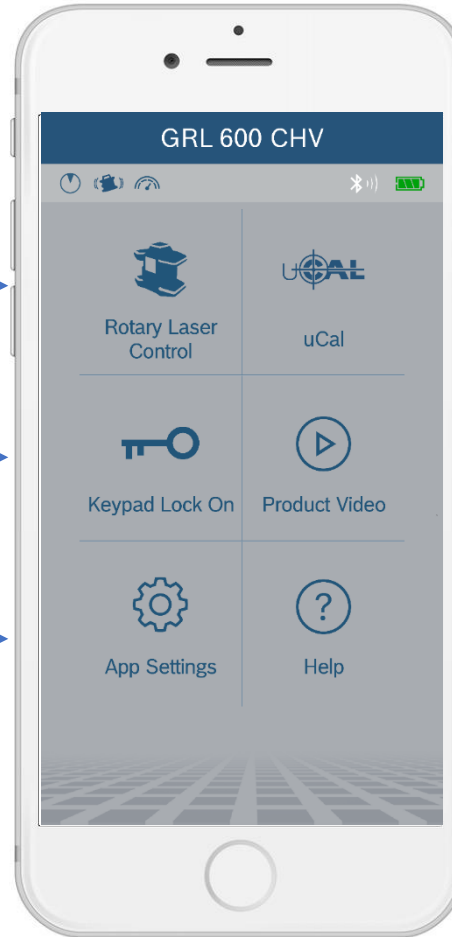 GRL 600 CHV
Rotary Laser
Control
uCAL
uCal
Keypad Lock On
Product Video
App Settings
?
Help